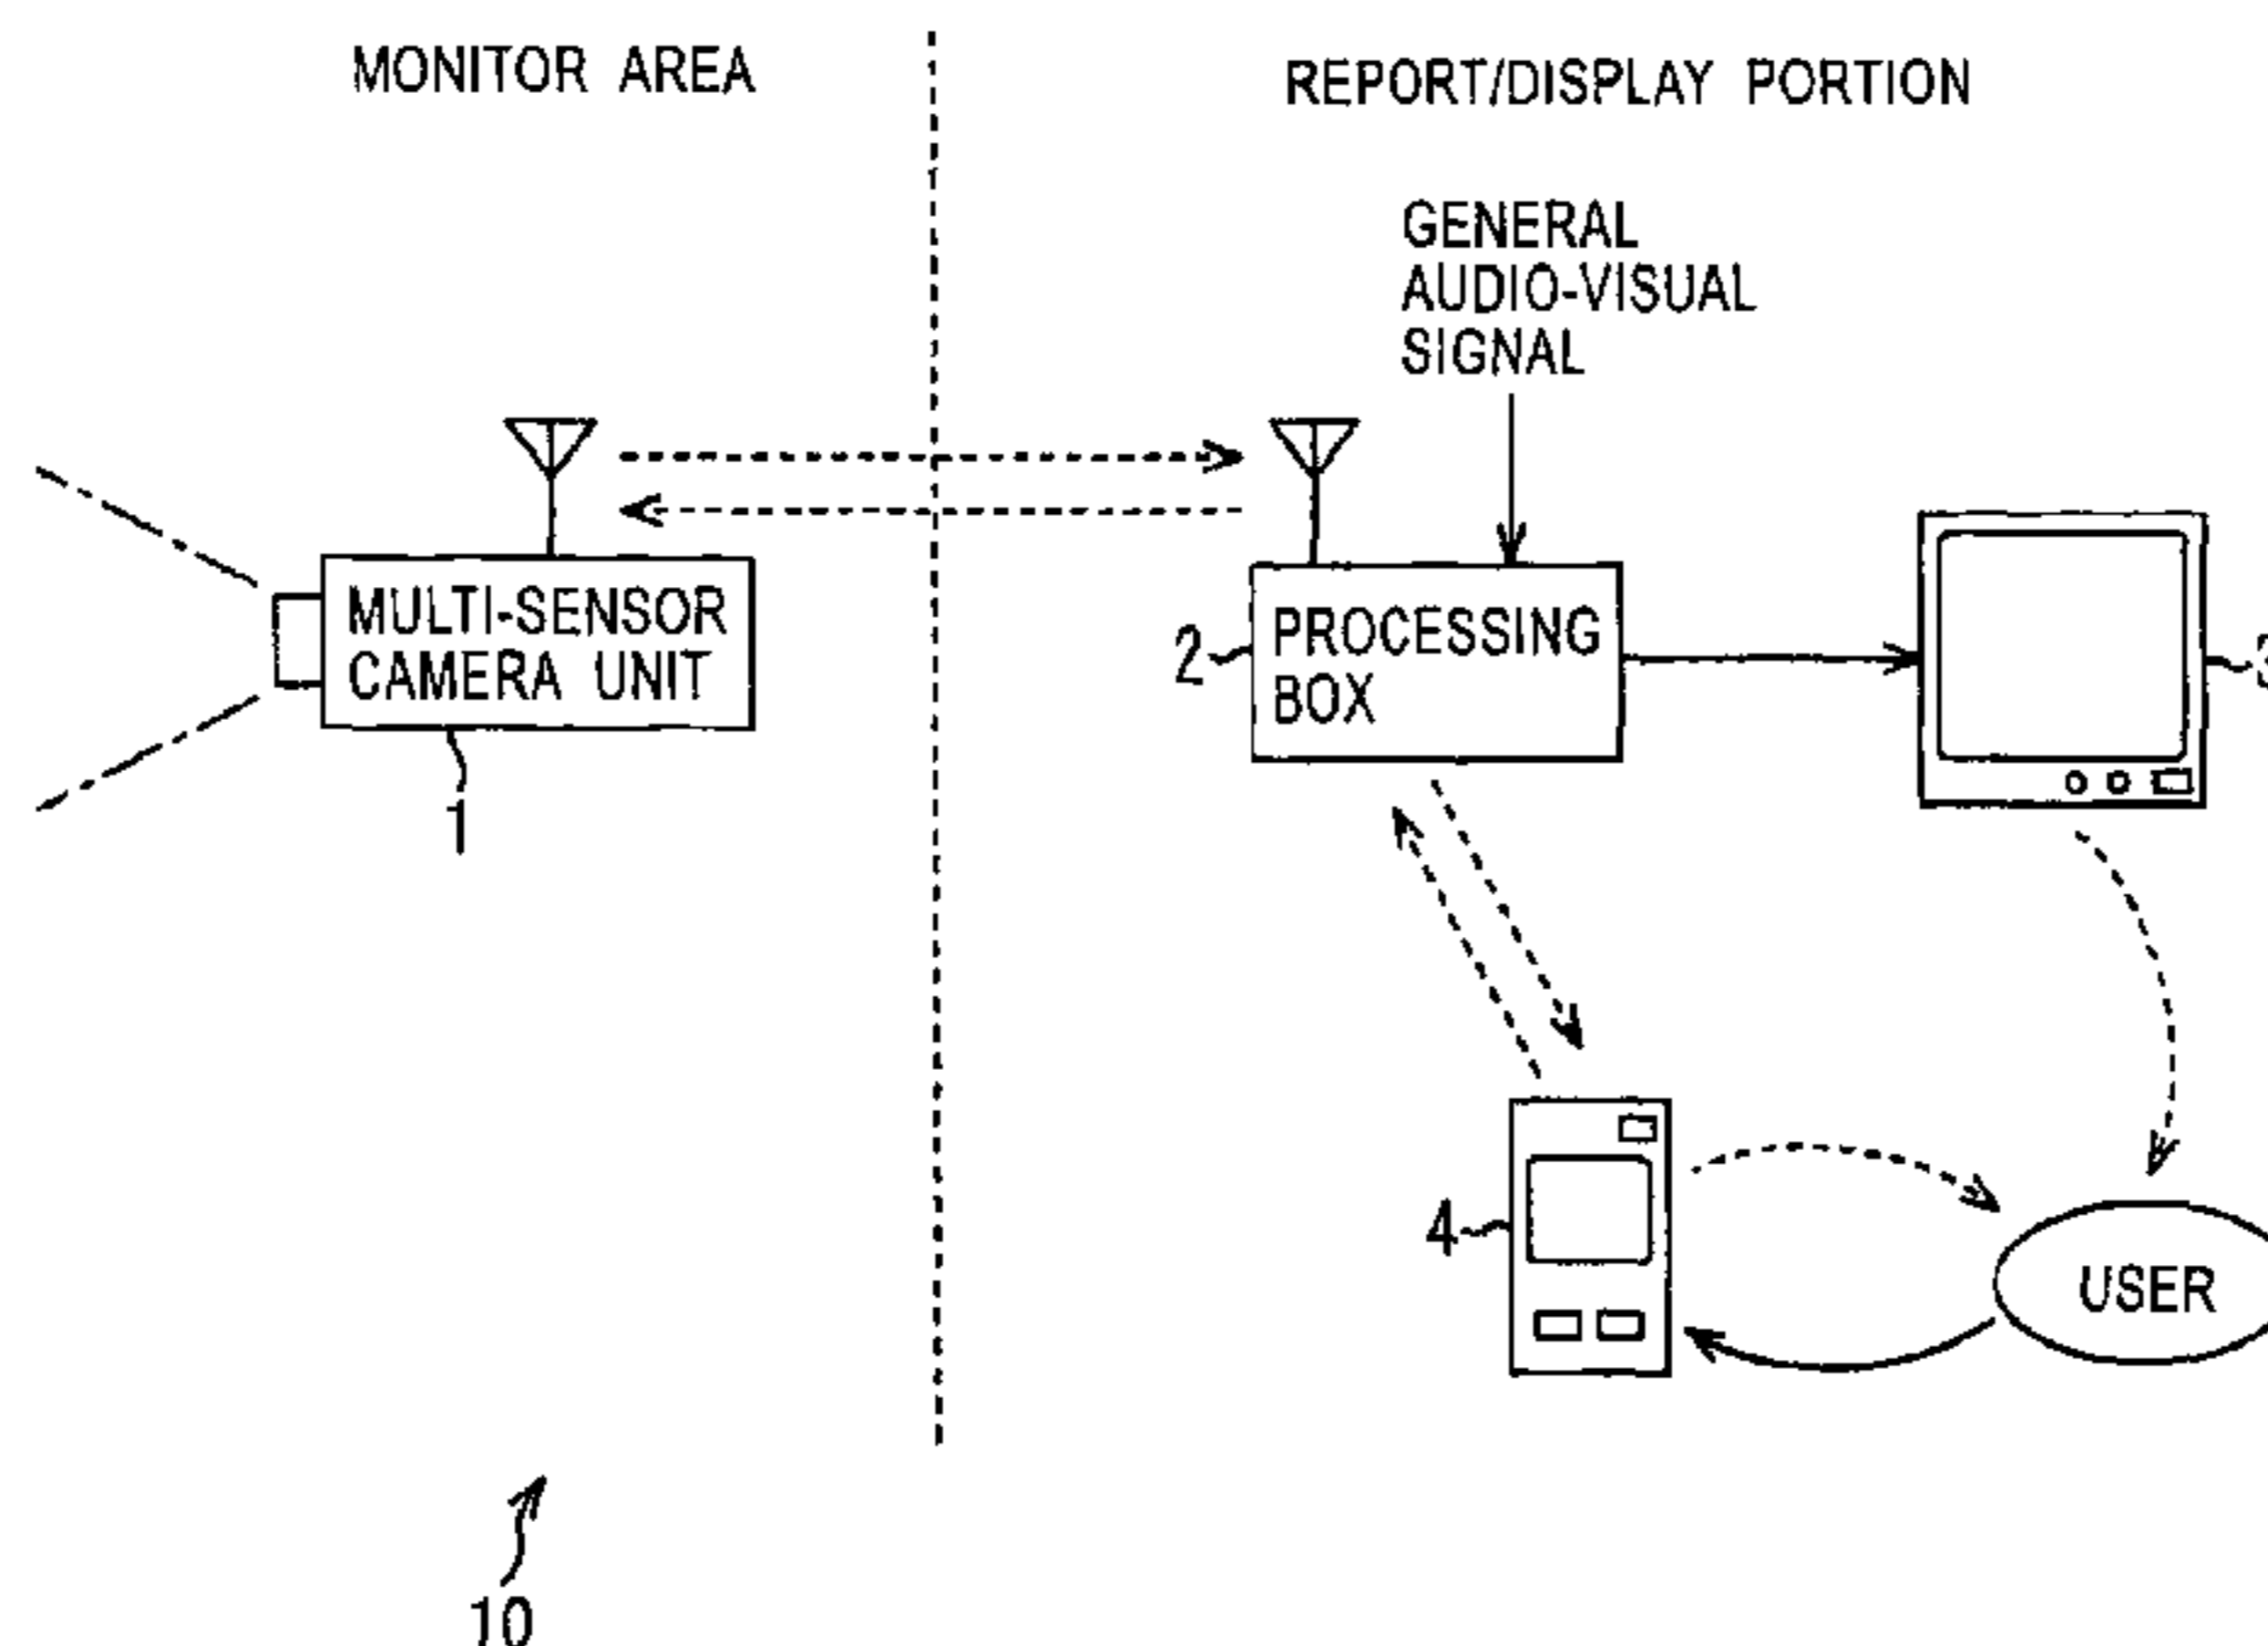 MONITOR AREA
REPORT/DISPLAY PORTION
GENERAL
AUDIO-VISUAL
SIGNAL
MULTI-SENSOR
CAMERA UNIT
1
2
PROCESSING
BOX
3
4
USER
10